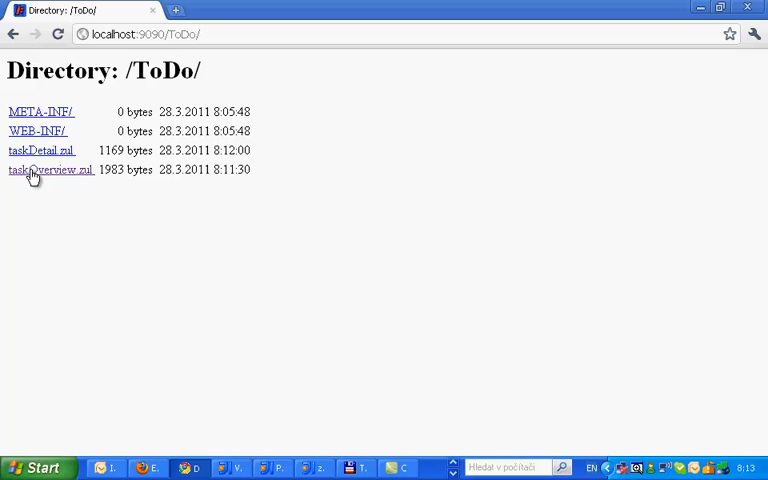 Directory: /ToDo/
localhost:9090/ToDo/
Directory: /ToDo/
META-INF/ 0 bytes 28.3.2011 8:05:48
WEB-INF/ 0 bytes 28.3.2011 8:05:48
taskDetail.zul 1169 bytes 28.3.2011 8:12:00
taskOverview.zul 1983 bytes 28.3.2011 8:11:30
Start I. E. D V. P. z. T. C Hledat v počítači EN 8:13